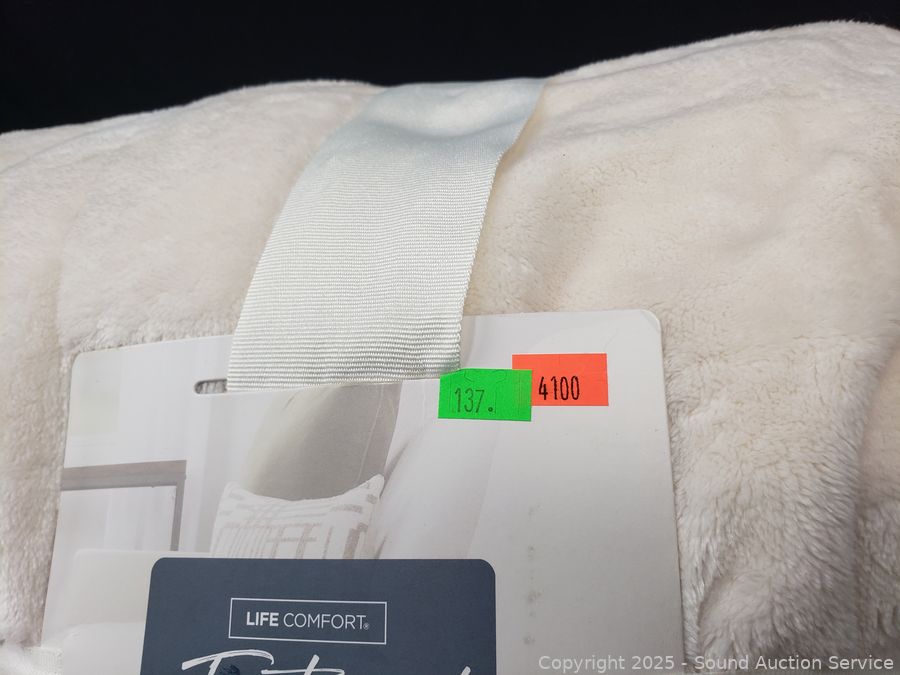 137.
4100
LIFE COMFORT®
Copyright © 2025 - Sound Auction Service